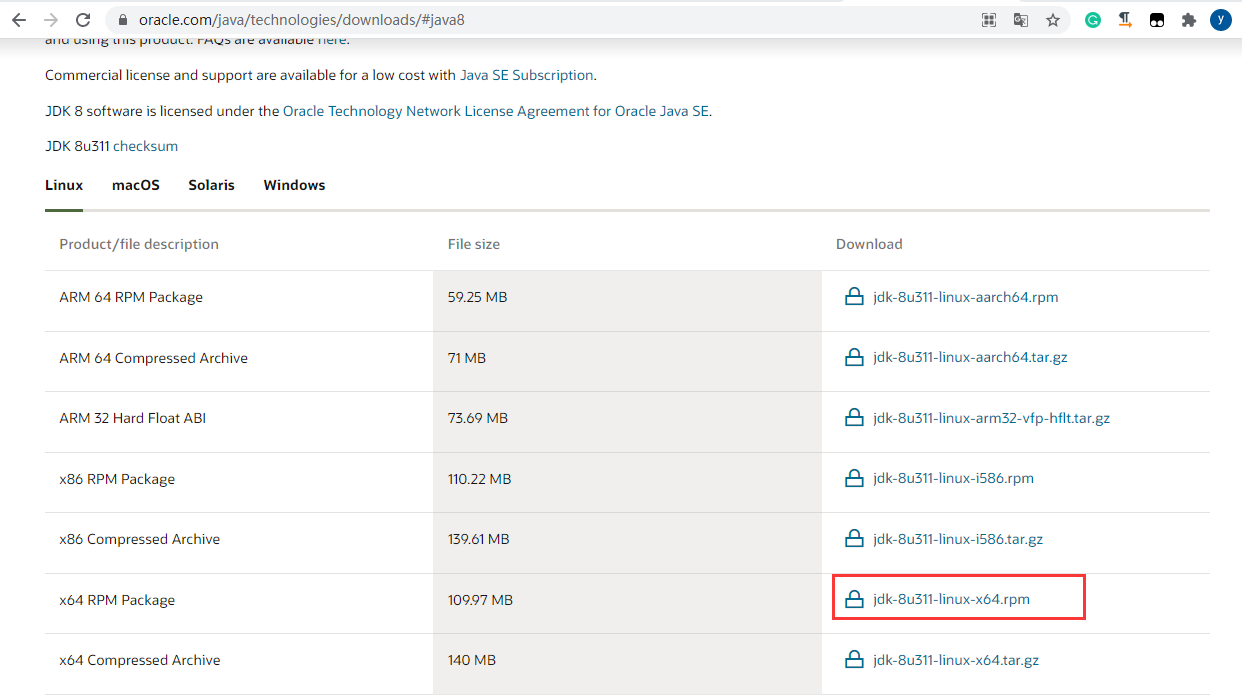 oracle.com/java/technologies/downloads/#java8
y
and using this product. FAQs are available here.
Commercial license and support are available for a low cost with Java SE Subscription.
JDK 8 software is licensed under the Oracle Technology Network License Agreement for Oracle Java SE.
JDK 8u311 checksum
Linux macOS Solaris Windows
Product/file description File size Download
ARM 64 RPM Package 59.25 MB jdk-8u311-linux-aarch64.rpm
ARM 64 Compressed Archive 71 MB jdk-8u311-linux-aarch64.tar.gz
ARM 32 Hard Float ABI 73.69 MB jdk-8u311-linux-arm32-vfp-hflt.tar.gz
x86 RPM Package 110.22 MB jdk-8u311-linux-i586.rpm
x86 Compressed Archive 139.61 MB jdk-8u311-linux-i586.tar.gz
x64 RPM Package 109.97 MB jdk-8u311-linux-x64.rpm
x64 Compressed Archive 140 MB jdk-8u311-linux-x64.tar.gz